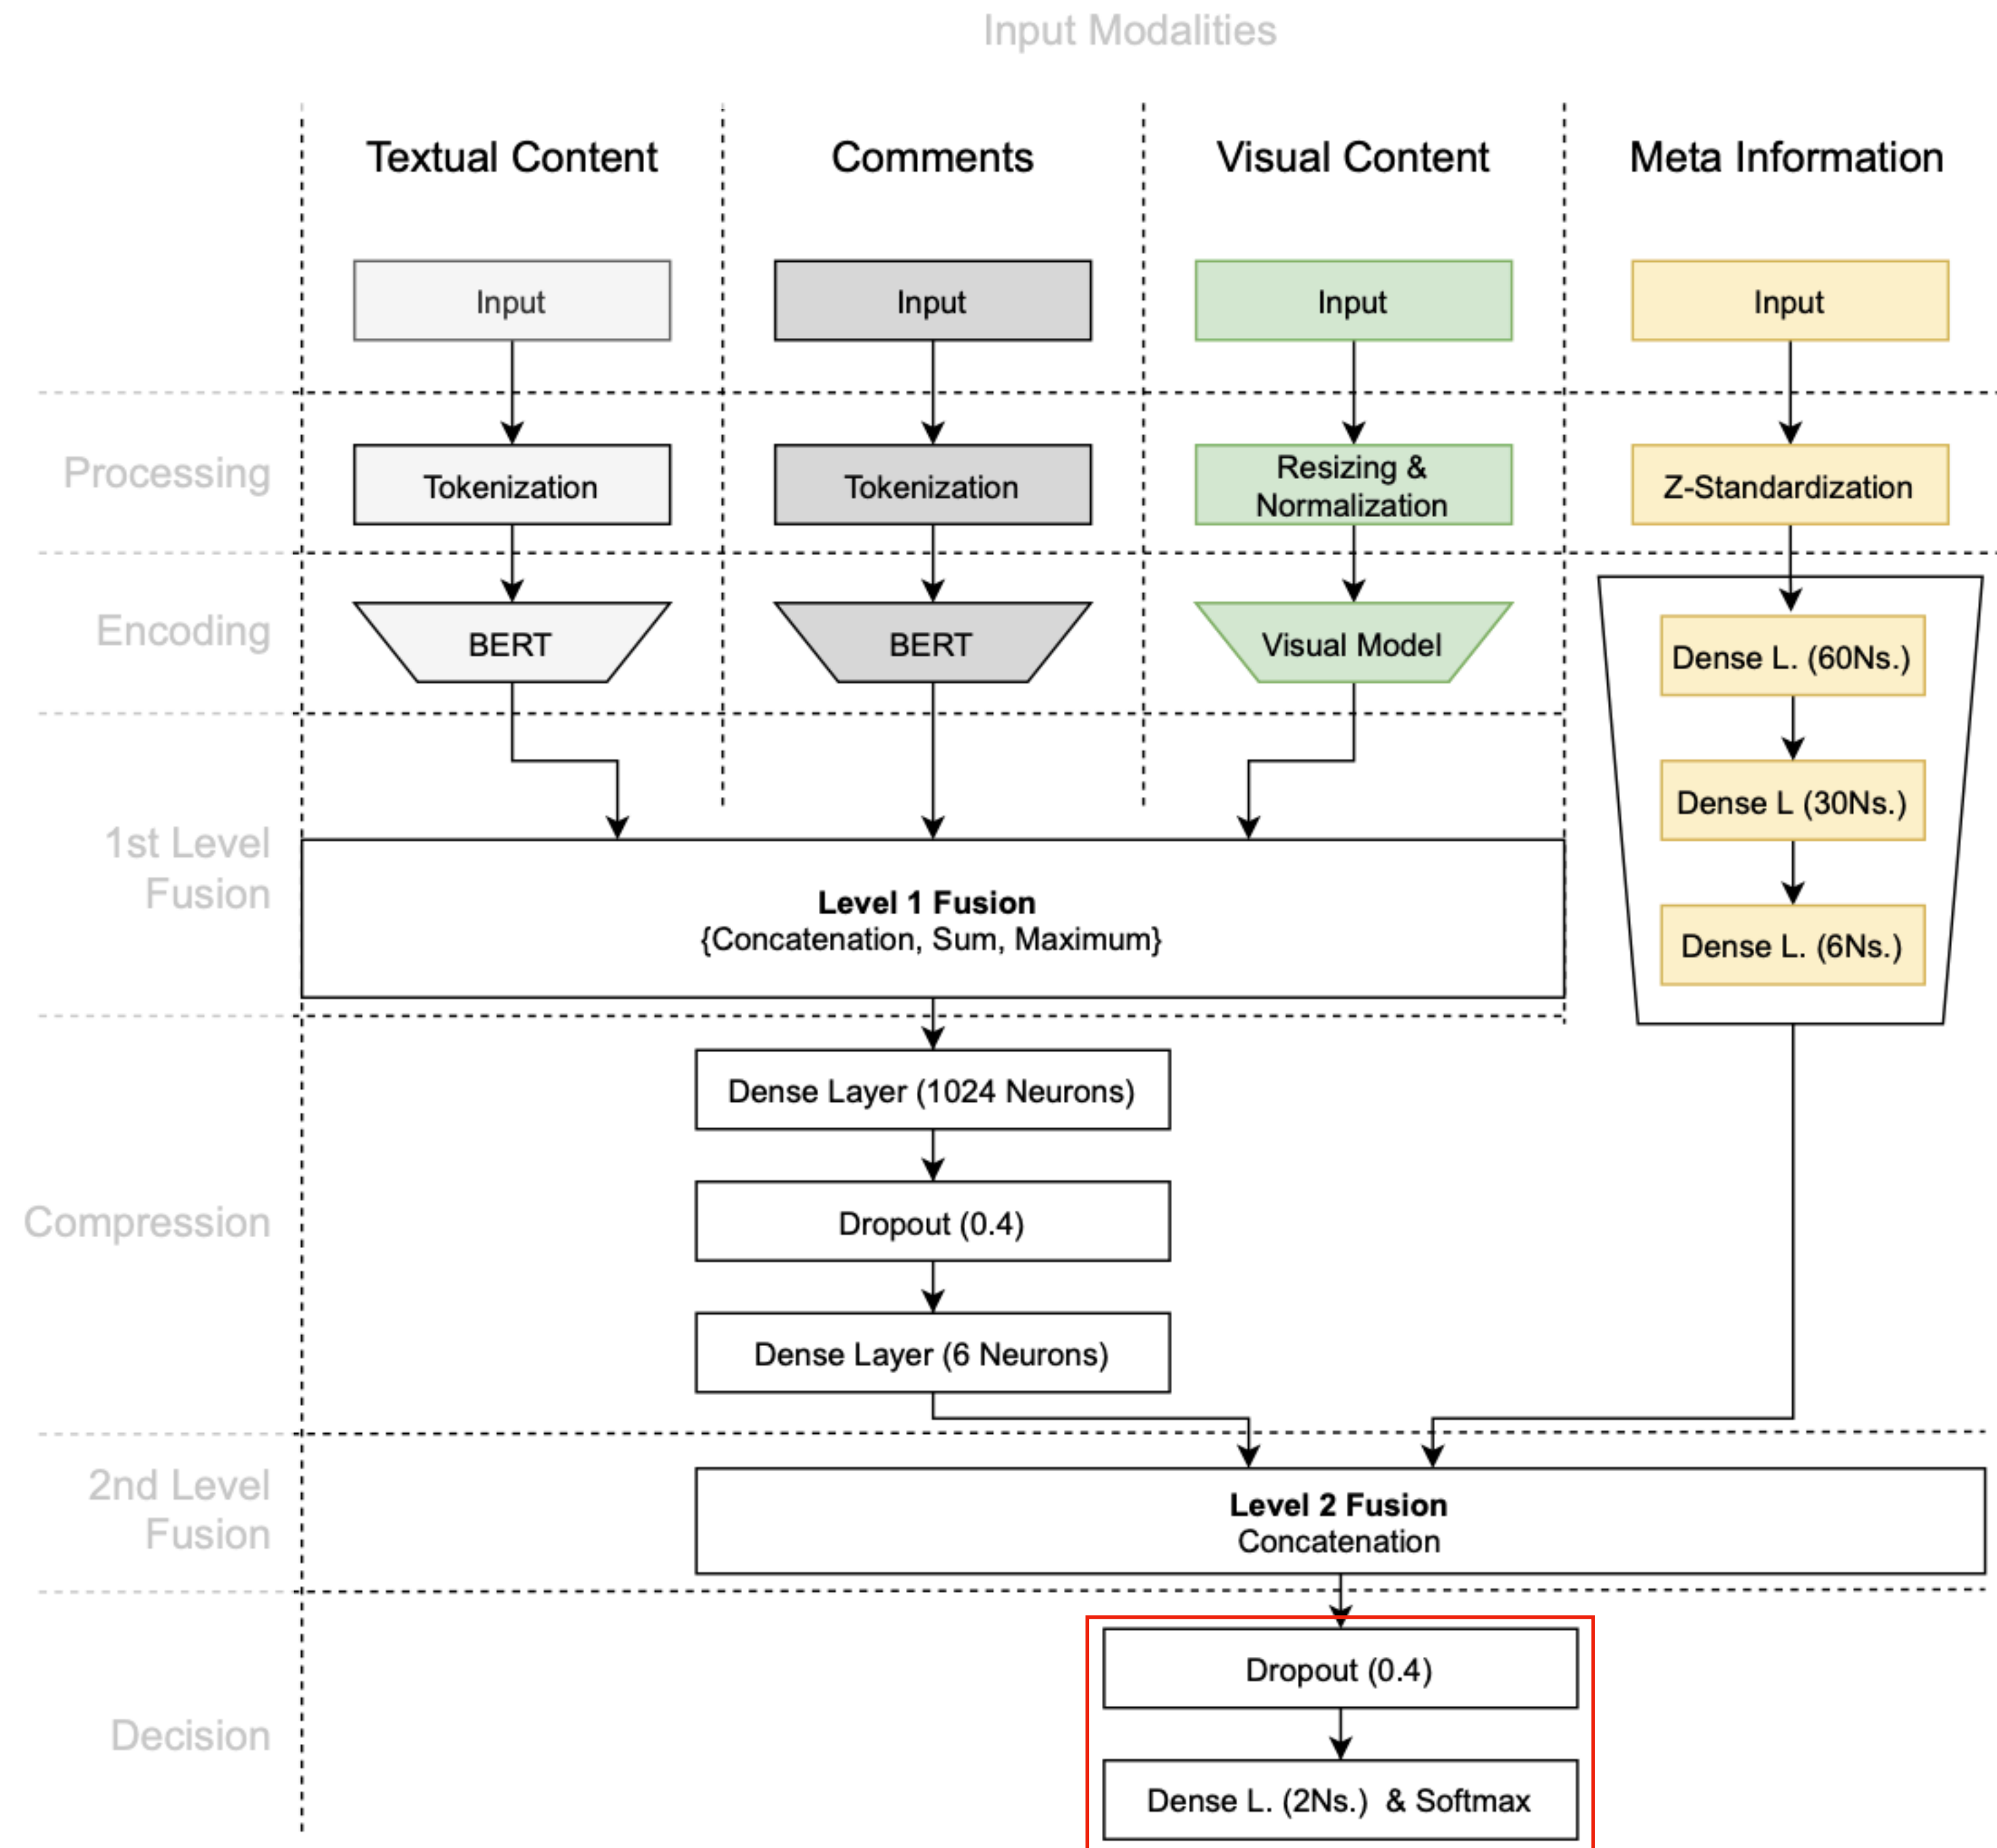 Input Modalities
Textual Content
Comments
Visual Content
Meta Information
Input
Input
Input
Input
Processing
Tokenization
Tokenization
Resizing &
Normalization
Z-Standardization
Encoding
BERT
BERT
Visual Model
Dense L. (60Ns.)
Dense L (30Ns.)
Dense L. (6Ns.)
1st Level
Fusion
Level 1 Fusion
{Concatenation, Sum, Maximum}
Compression
Dense Layer (1024 Neurons)
Dropout (0.4)
Dense Layer (6 Neurons)
2nd Level
Fusion
Level 2 Fusion
Concatenation
Decision
Dropout (0.4)
Dense L. (2Ns.) & Softmax